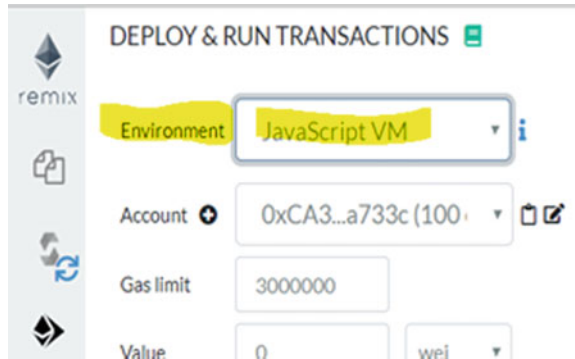 DEPLOY & RUN TRANSACTIONS
remix
Environment JavaScript VM i
Account 0xCA3...a733c (100
Gas limit 3000000
Value 0 wei